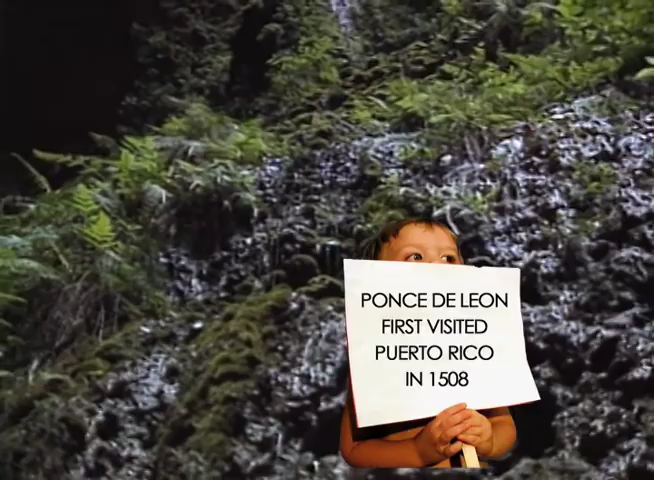 PONCE DE LEON
FIRST VISITED
PUERTO RICO
IN 1508